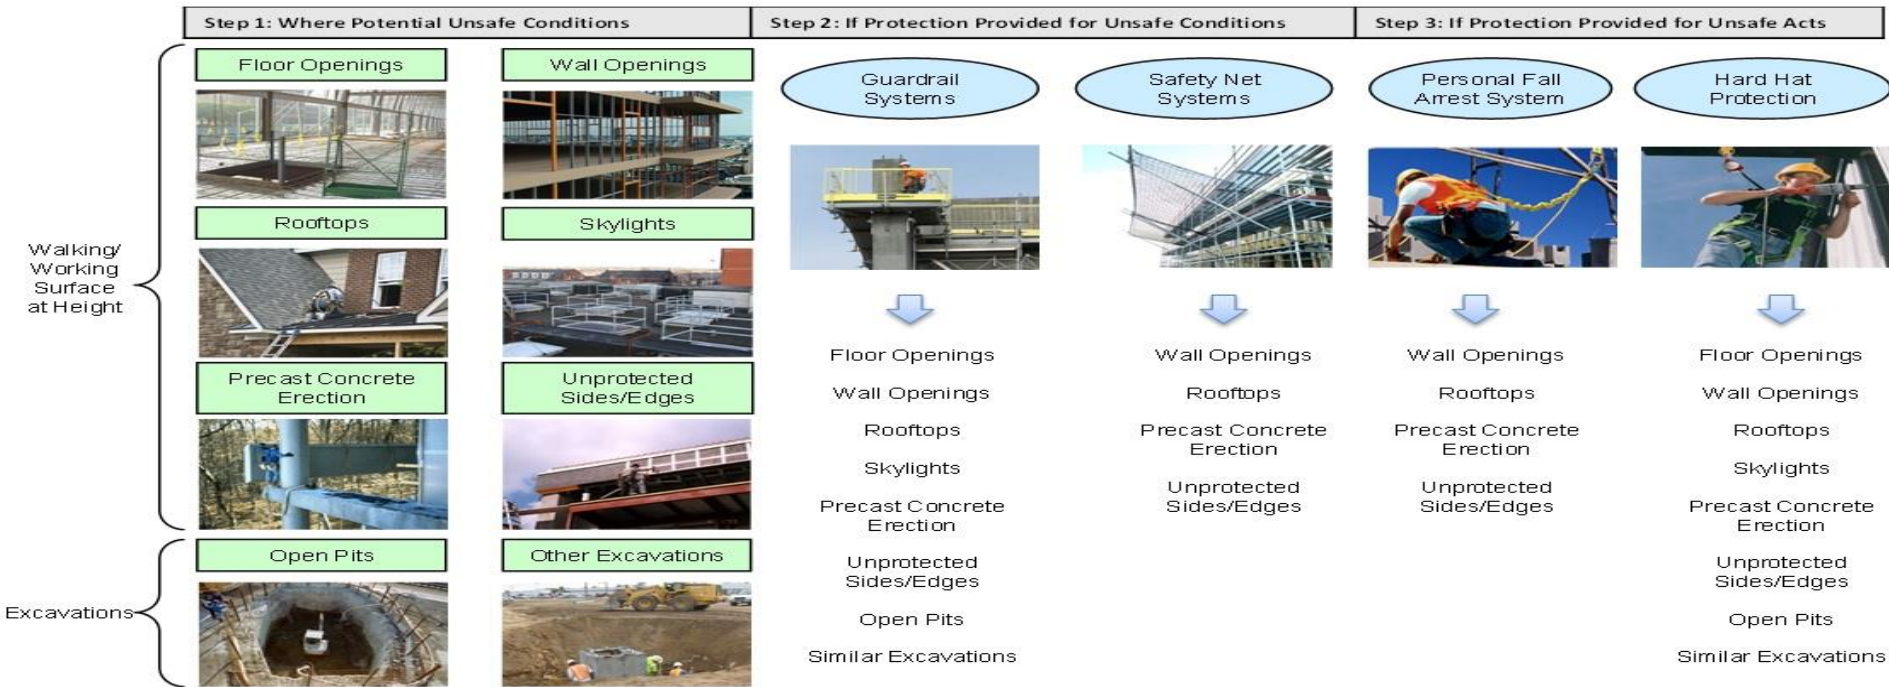 Step 1: Where Potential Unsafe Conditions
Step 2: If Protection Provided for Unsafe Conditions
Step 3: If Protection Provided for Unsafe Acts
Walking/
Working
Surface
at Height
Floor Openings
Wall Openings
Rooftops
Skylights
Precast Concrete
Erection
Unprotected
Sides/Edges
Excavations
Open Pits
Other Excavations
Guardrail
Systems
Floor Openings
Wall Openings
Rooftops
Skylights
Precast Concrete
Erection
Unprotected
Sides/Edges
Open Pits
Similar Excavations
Safety Net
Systems
Wall Openings
Rooftops
Precast Concrete
Erection
Unprotected
Sides/Edges
Personal Fall
Arrest System
Wall Openings
Rooftops
Precast Concrete
Erection
Unprotected
Sides/Edges
Hard Hat
Protection
Floor Openings
Wall Openings
Rooftops
Skylights
Precast Concrete
Erection
Unprotected
Sides/Edges
Open Pits
Similar Excavations